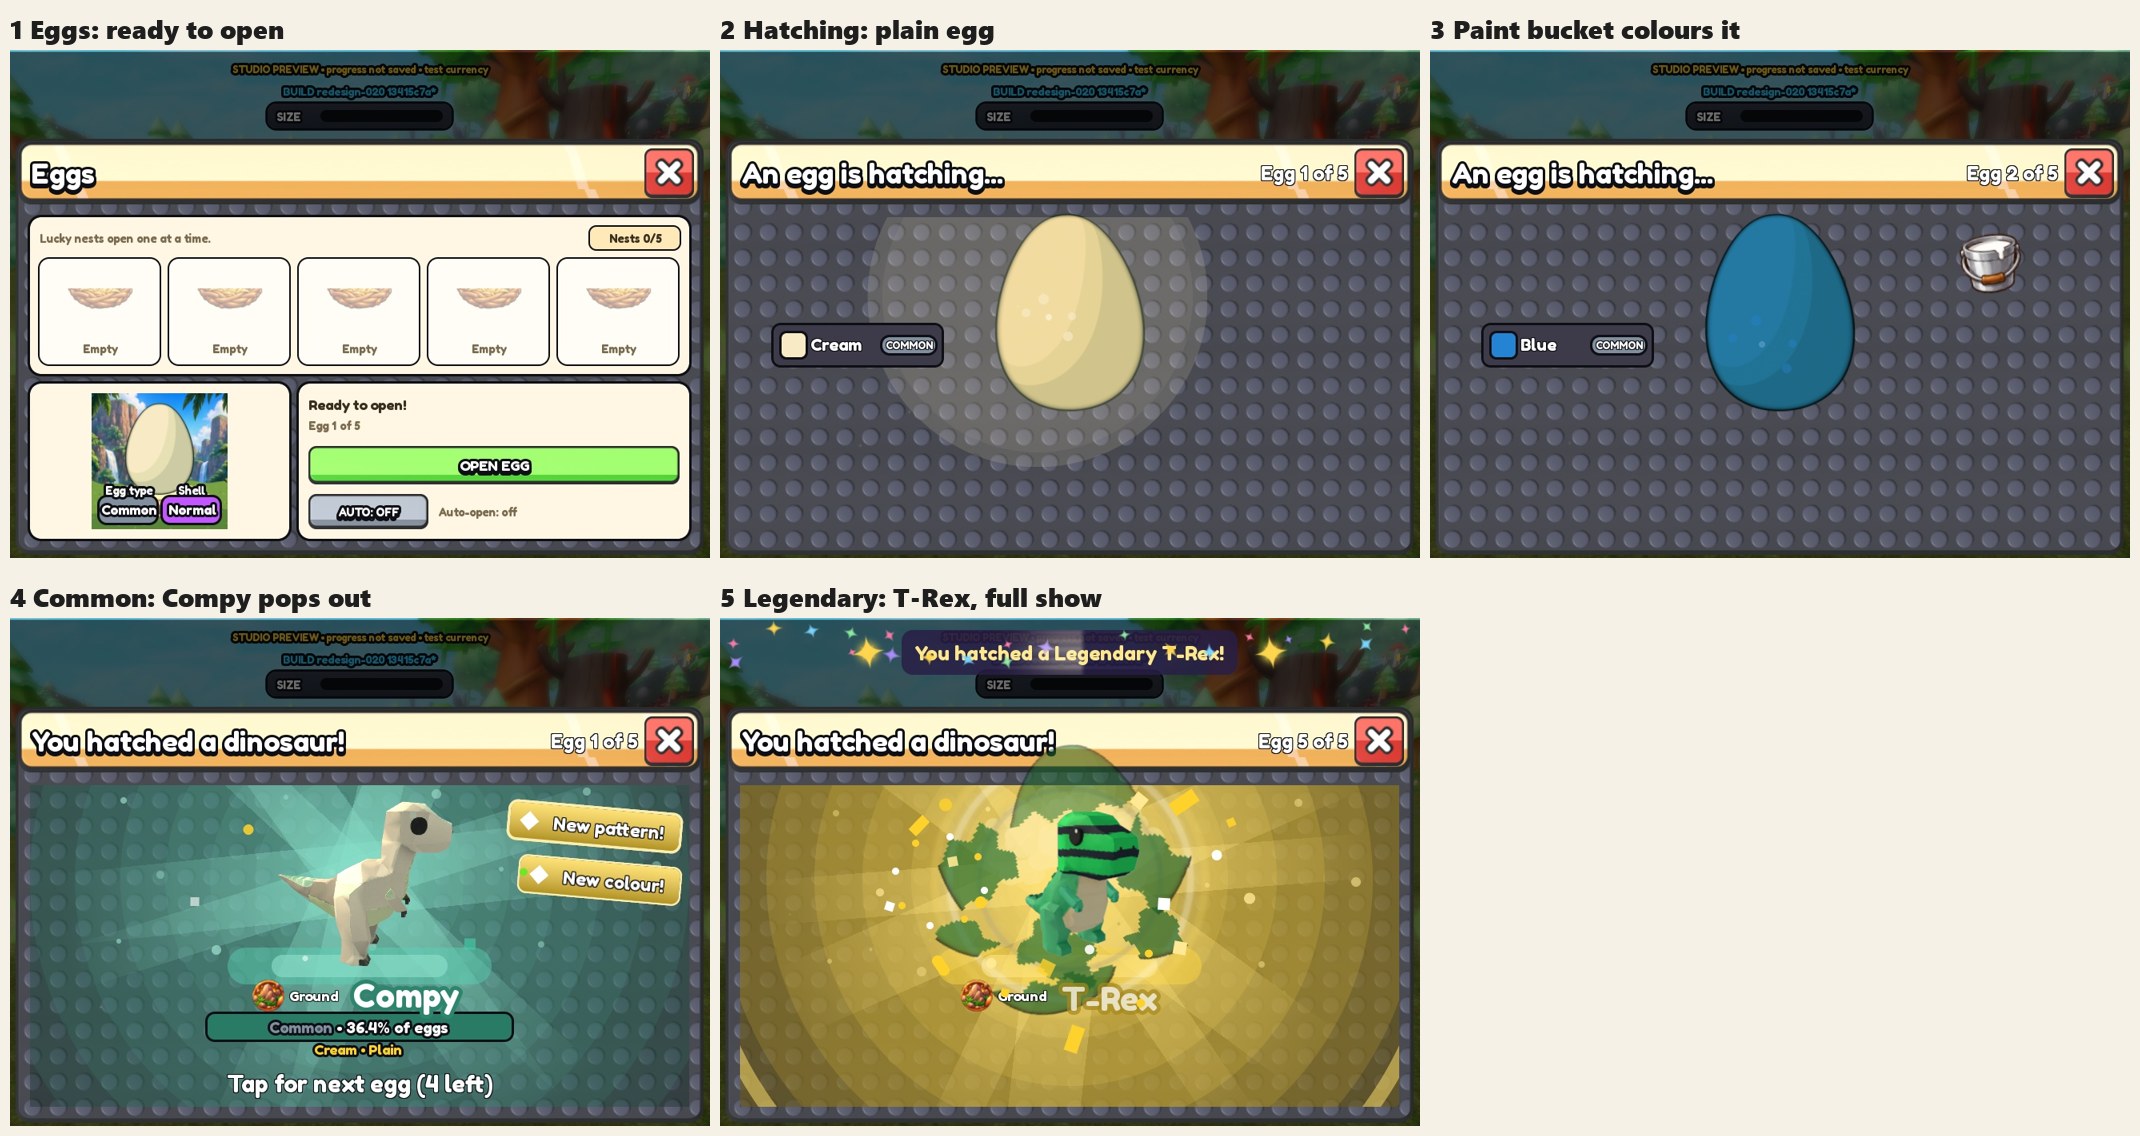 1 Eggs: ready to open
STUDIO PREVIEW • progress not saved • test currency
BUILD redesign-020 13415c7a*
SIZE
Eggs
Lucky nests open one at a time.
Nests 0/5
Empty
Empty
Empty
Empty
Empty
Egg type
Shell
Common
Normal
Ready to open!
Egg 1 of 5
OPEN EGG
AUTO: OFF
Auto-open: off
2 Hatching: plain egg
STUDIO PREVIEW • progress not saved • test currency
BUILD redesign-020 13415c7a*
SIZE
An egg is hatching...
Egg 1 of 5
Cream
COMMON
3 Paint bucket colours it
STUDIO PREVIEW • progress not saved • test currency
BUILD redesign-020 13415c7a*
SIZE
An egg is hatching...
Egg 2 of 5
Blue
COMMON
4 Common: Compy pops out
STUDIO PREVIEW • progress not saved • test currency
BUILD redesign-020 13415c7a*
SIZE
You hatched a dinosaur!
Egg 1 of 5
New pattern!
New colour!
Ground
Compy
Common • 36.4% of eggs
Cream • Plain
Tap for next egg (4 left)
5 Legendary: T-Rex, full show
You hatched a Legendary T-Rex!
SIZE
You hatched a dinosaur!
Egg 5 of 5
Ground
T-Rex